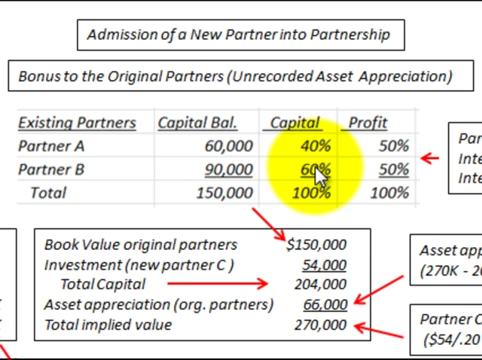 Admission of a New Partner into Partnership
Bonus to the Original Partners (Unrecorded Asset Appreciation)
Existing Partners Capital Bal. Capital Profit
Partner A 60,000 40% 50%
Partner B 90,000 60% 50%
Total 150,000 100% 100%
Par
Inte
Inte
Book Value original partners $150,000
Investment (new partner C ) 54,000
Total Capital 204,000
Asset appreciation (org. partners) 66,000
Total implied value 270,000
Asset app
(270K - 20
Partner C
($54/.20